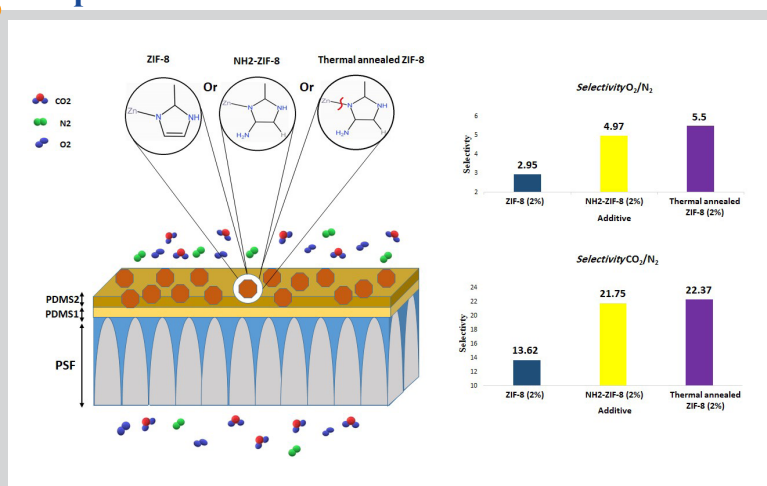 ZIF-8
Or
NH2-ZIF-8
Or
Thermal annealed ZIF-8
Zn
N
NH
Zn
N
NH
H₂N
H
Zn
N
NH
H₂N
H
CO2
N2
O2
PDMS2
PDMS1
PSF
SelectivityO₂/N₂
Selectivty
6
5
4
3
2
2.95
4.97
5.5
ZIF-8 (2%)
NH2-ZIF-8 (2%)
Thermal annealed
ZIF-8 (2%)
Additive
SelectivityCO₂/N₂
Selectivity
24
22
20
18
16
14
12
10
13.62
21.75
22.37
ZIF-8 (2%)
NH2-ZIF-8 (2%)
Thermal annealed
ZIF-8 (2%)
Additive